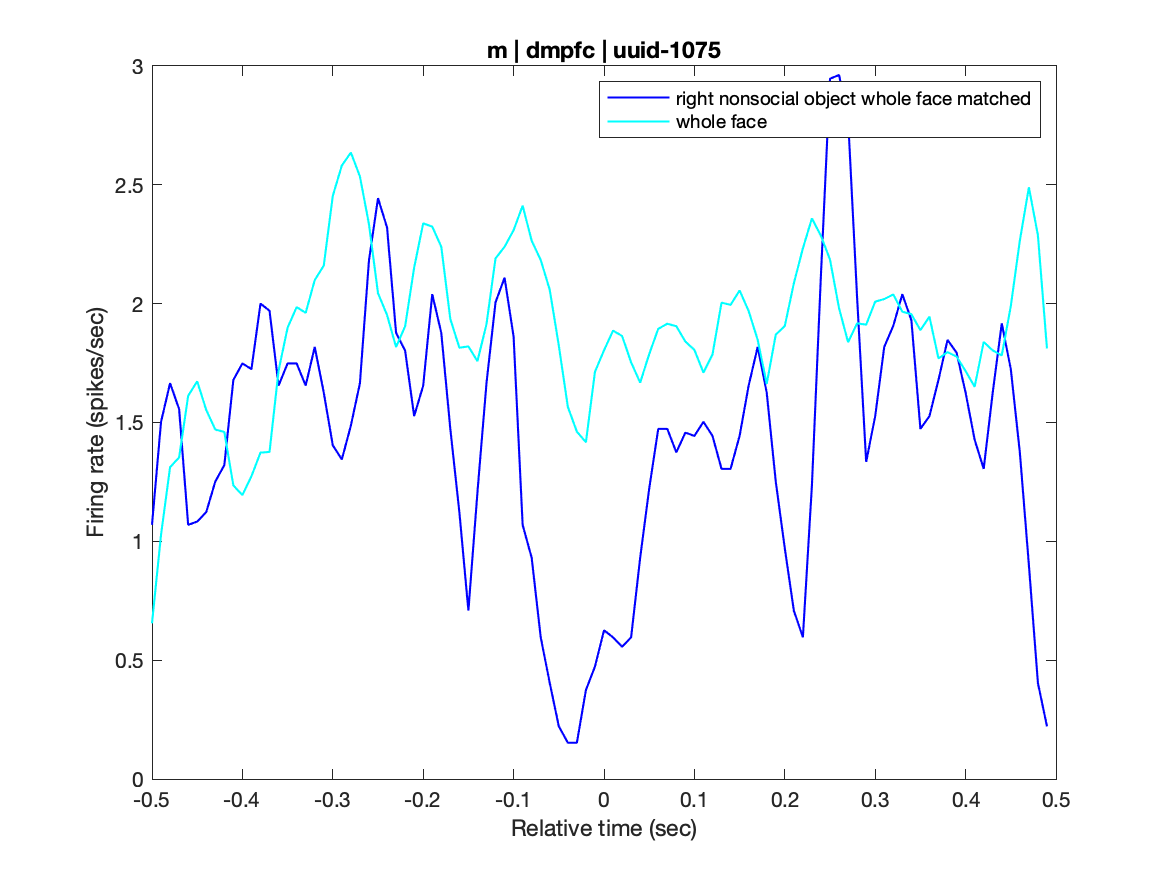 m | dmpfc | uuid-1075
right nonsocial object whole face matched
whole face
Firing rate (spikes/sec)
3
2.5
2
1.5
1
0.5
0
-0.5 -0.4 -0.3 -0.2 -0.1 0 0.1 0.2 0.3 0.4 0.5
Relative time (sec)